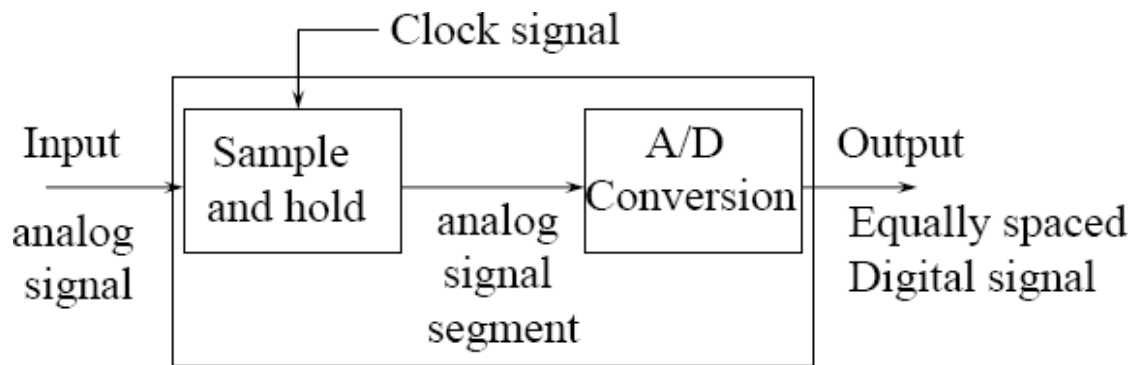 Clock signal
Input
analog
signal
Sample
and hold
analog
signal
segment
A/D
Conversion
Output
Equally spaced
Digital signal